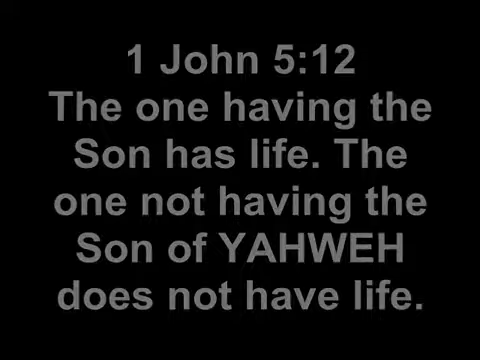 1 John 5:12
The one having the
Son has life. The
one not having the
Son of YAHWEH
does not have life.